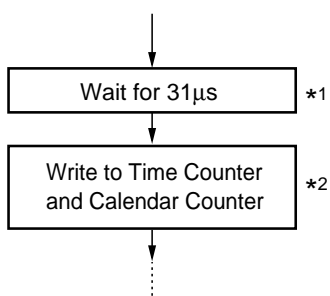 Wait for 31μs
*1
Write to Time Counter
and Calendar Counter
*2